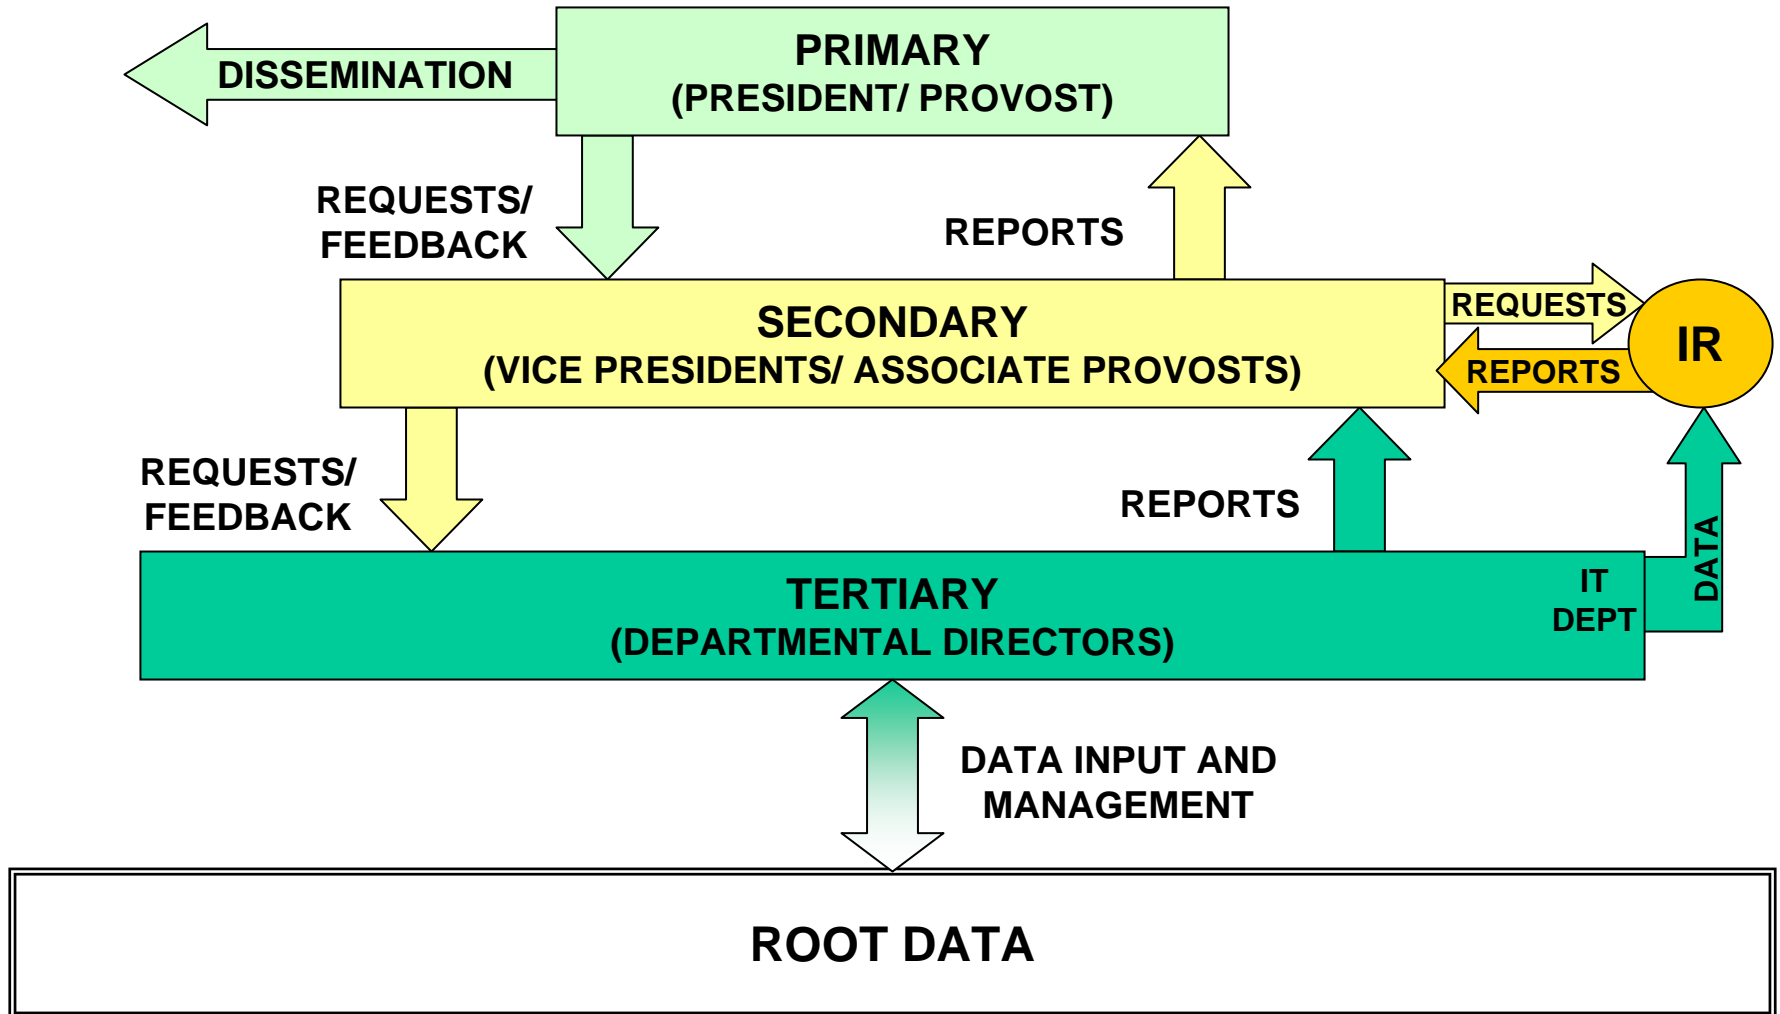 PRIMARY
(PRESIDENT/ PROVOST)
DISSEMINATION
REQUESTS/
FEEDBACK
REPORTS
SECONDARY
(VICE PRESIDENTS/ ASSOCIATE PROVOSTS)
REQUESTS
REPORTS
IR
REQUESTS/
FEEDBACK
REPORTS
DATA
TERTIARY
(DEPARTMENTAL DIRECTORS)
IT
DEPT
DATA INPUT AND
MANAGEMENT
ROOT DATA